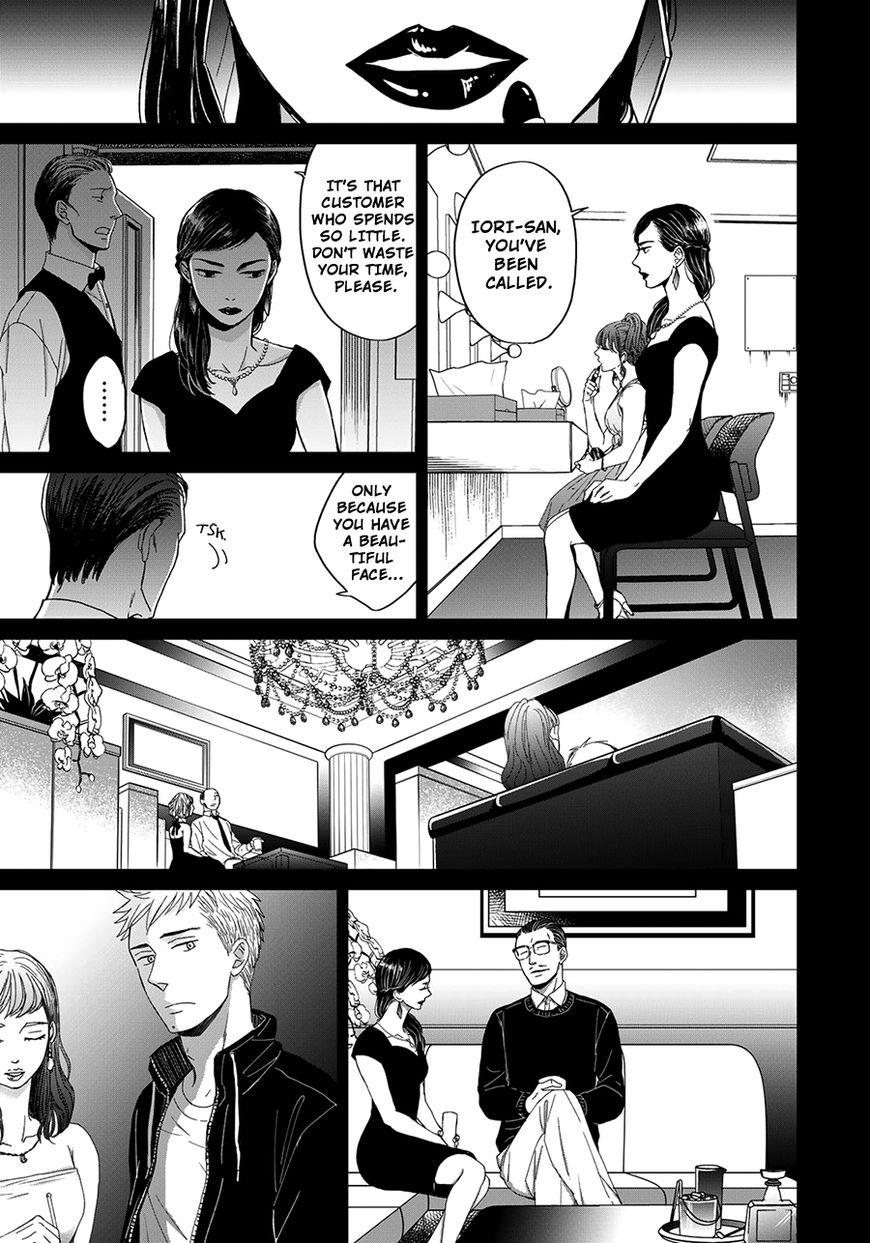 IORI-SAN,
YOU'VE
BEEN
CALLED.
IT'S THAT
CUSTOMER
WHO SPENDS
SO LITTLE.
DON'T WASTE
YOUR TIME,
PLEASE.
......
ONLY
BECAUSE
YOU HAVE
A BEAU-
TIFUL
FACE...
TSK.